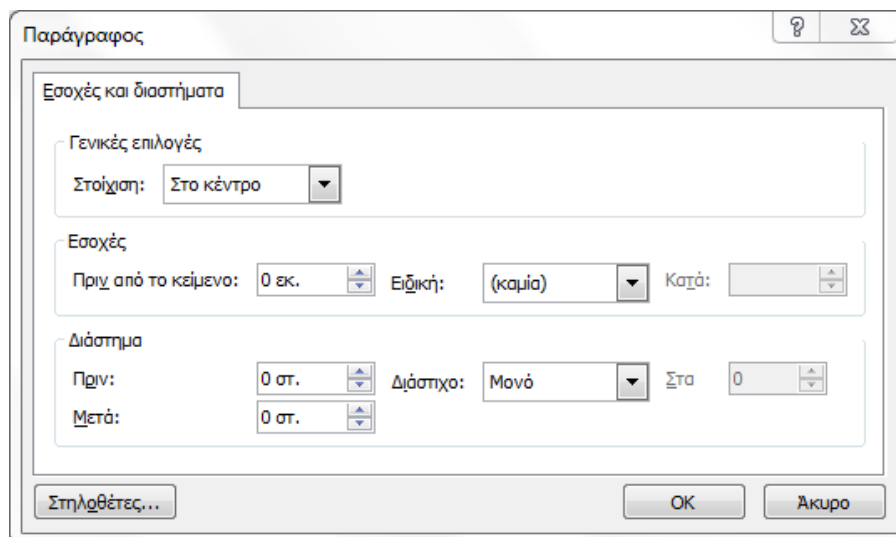 Παράγραφος
Εσοχές και διαστήματα
Γενικές επιλογές
Στοίχιση: Στο κέντρο
Εσοχές
Πριν από το κείμενο: 0 εκ. Ειδική: (καμία) Κατά:
Διάστημα
Πριν: 0 στ. Διάστιχο: Μονό Στα 0
Μετά: 0 στ.
Στηλοθέτες... OK Άκυρο